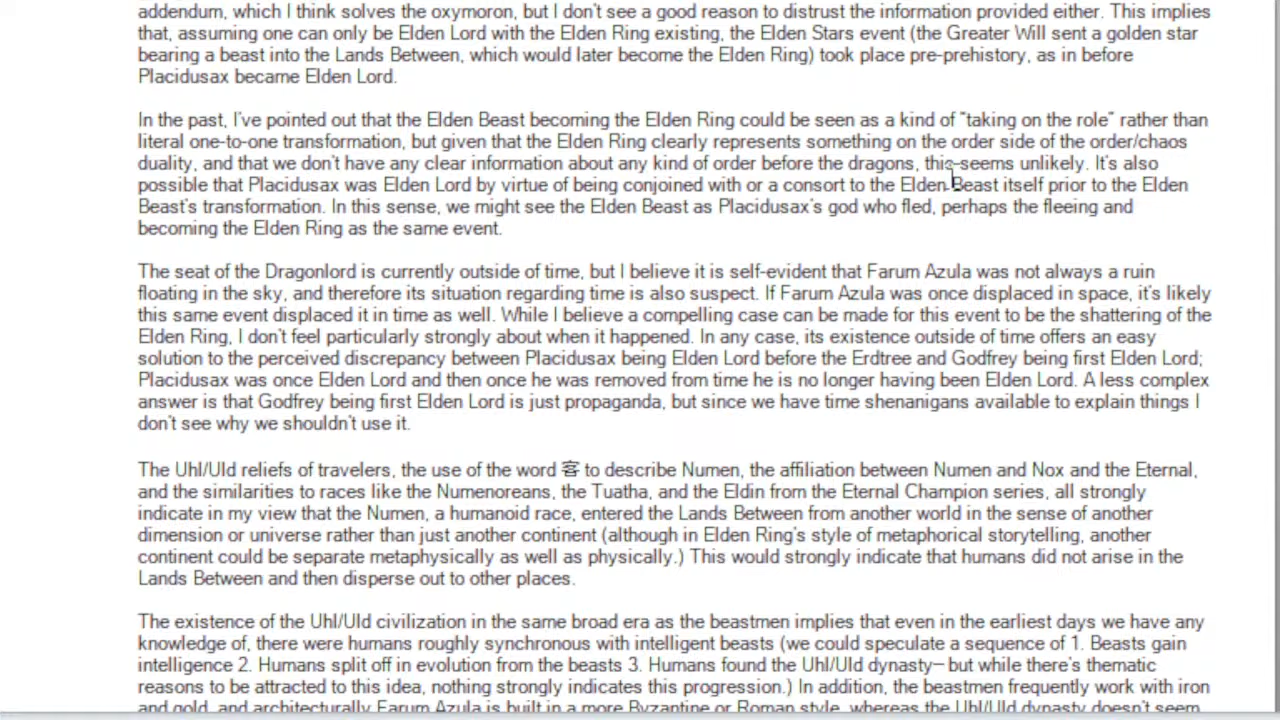 addendum, which I think solves the oxymoron, but I don't see a good reason to distrust the information provided either. This implies
that, assuming one can only be Elden Lord with the Elden Ring existing, the Elden Stars event (the Greater Will sent a golden star
bearing a beast into the Lands Between, which would later become the Elden Ring) took place pre-prehistory, as in before
Placidusax became Elden Lord.
In the past, I've pointed out that the Elden Beast becoming the Elden Ring could be seen as a kind of "taking on the role" rather than
literal one-to-one transformation, but given that the Elden Ring clearly represents something on the order side of the order/chaos
duality, and that we don't have any clear information about any kind of order before the dragons, this seems unlikely. It's also
possible that Placidusax was Elden Lord by virtue of being conjoined with or a consort to the Elden Beast itself prior to the Elden
Beast's transformation. In this sense, we might see the Elden Beast as Placidusax's god who fled, perhaps the fleeing and
becoming the Elden Ring as the same event.
The seat of the Dragonlord is currently outside of time, but I believe it is self-evident that Farum Azula was not always a ruin
floating in the sky, and therefore its situation regarding time is also suspect. If Farum Azula was once displaced in space, it's likely
this same event displaced it in time as well. While I believe a compelling case can be made for this event to be the shattering of the
Elden Ring, I don't feel particularly strongly about when it happened. In any case, its existence outside of time offers an easy
solution to the perceived discrepancy between Placidusax being Elden Lord before the Erdtree and Godfrey being first Elden Lord;
Placidusax was once Elden Lord and then once he was removed from time he is no longer having been Elden Lord. A less complex
answer is that Godfrey being first Elden Lord is just propaganda, but since we have time shenanigans available to explain things I
don't see why we shouldn't use it.
The Uhl/Uld reliefs of travelers, the use of the word 客 to describe Numen, the affiliation between Numen and Nox and the Eternal,
and the similarities to races like the Numenoreans, the Tuatha, and the Eldin from the Eternal Champion series, all strongly
indicate in my view that the Numen, a humanoid race, entered the Lands Between from another world in the sense of another
dimension or universe rather than just another continent (although in Elden Ring's style of metaphorical storytelling, another
continent could be separate metaphysically as well as physically.) This would strongly indicate that humans did not arise in the
Lands Between and then disperse out to other places.
The existence of the Uhl/Uld civilization in the same broad era as the beastmen implies that even in the earliest days we have any
knowledge of, there were humans roughly synchronous with intelligent beasts (we could speculate a sequence of 1. Beasts gain
intelligence 2. Humans split off in evolution from the beasts 3. Humans found the Uhl/Uld dynasty—but while there's thematic
reasons to be attracted to this idea, nothing strongly indicates this progression.) In addition, the beastmen frequently work with iron
and gold, and architecturally Farum Azula is built in a more Byzantine or Roman style, whereas the Uhl/Uld dynasty doesn't seem